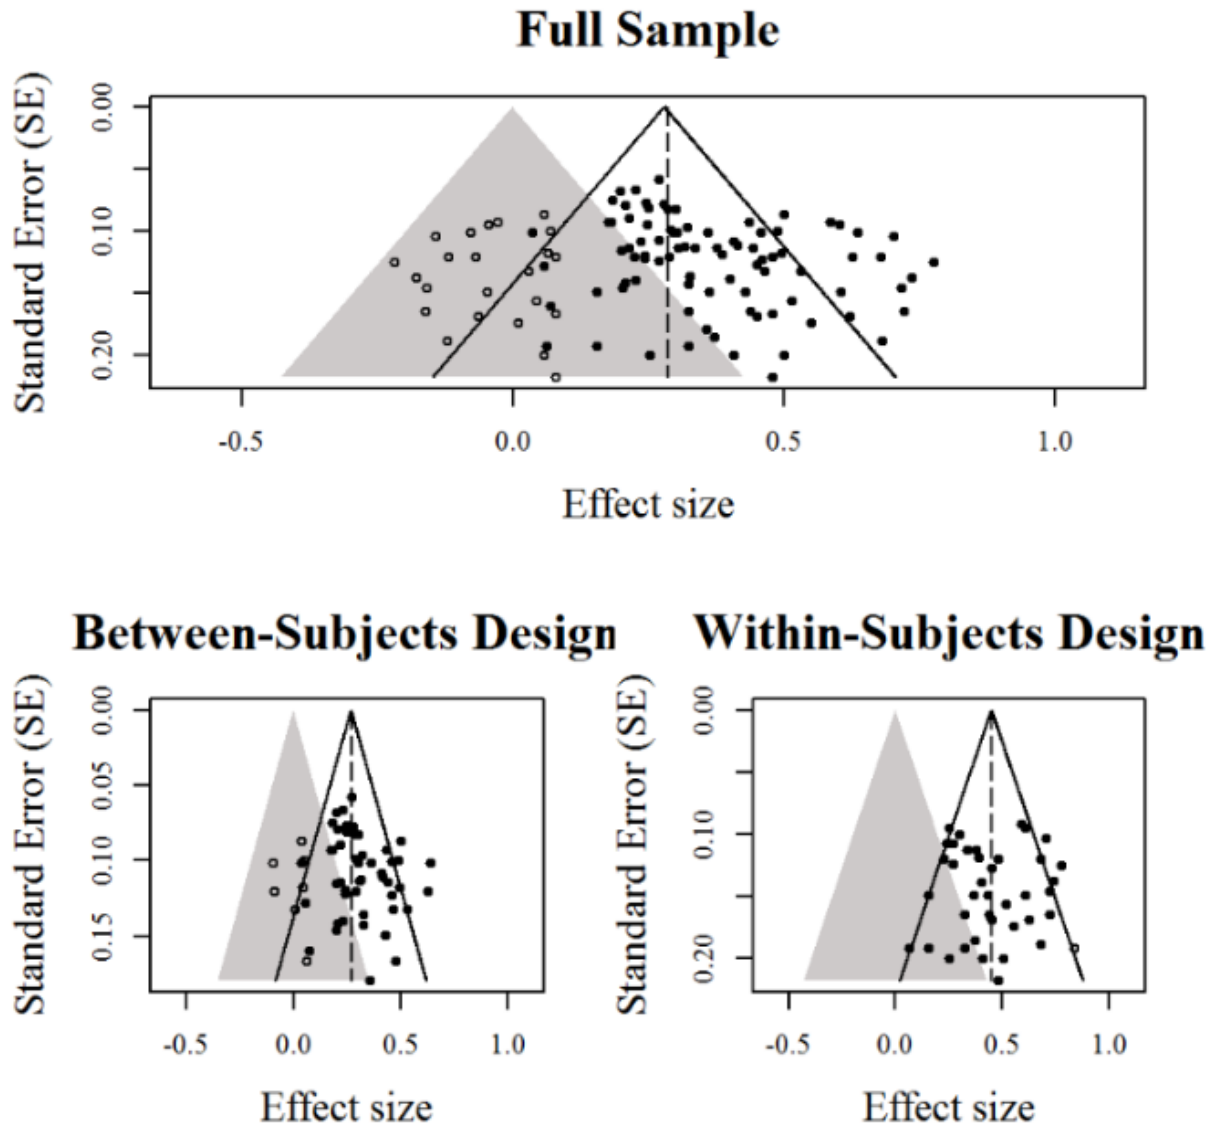 Full Sample
Standard Error (SE)
0.00
0.10
0.20
-0.5 0.0 0.5 1.0
Effect size
Between-Subjects Design
Standard Error (SE)
0.00
0.05
0.10
0.15
-0.5 0.0 0.5 1.0
Effect size
Within-Subjects Design
Standard Error (SE)
0.00
0.10
0.20
-0.5 0.0 0.5 1.0
Effect size